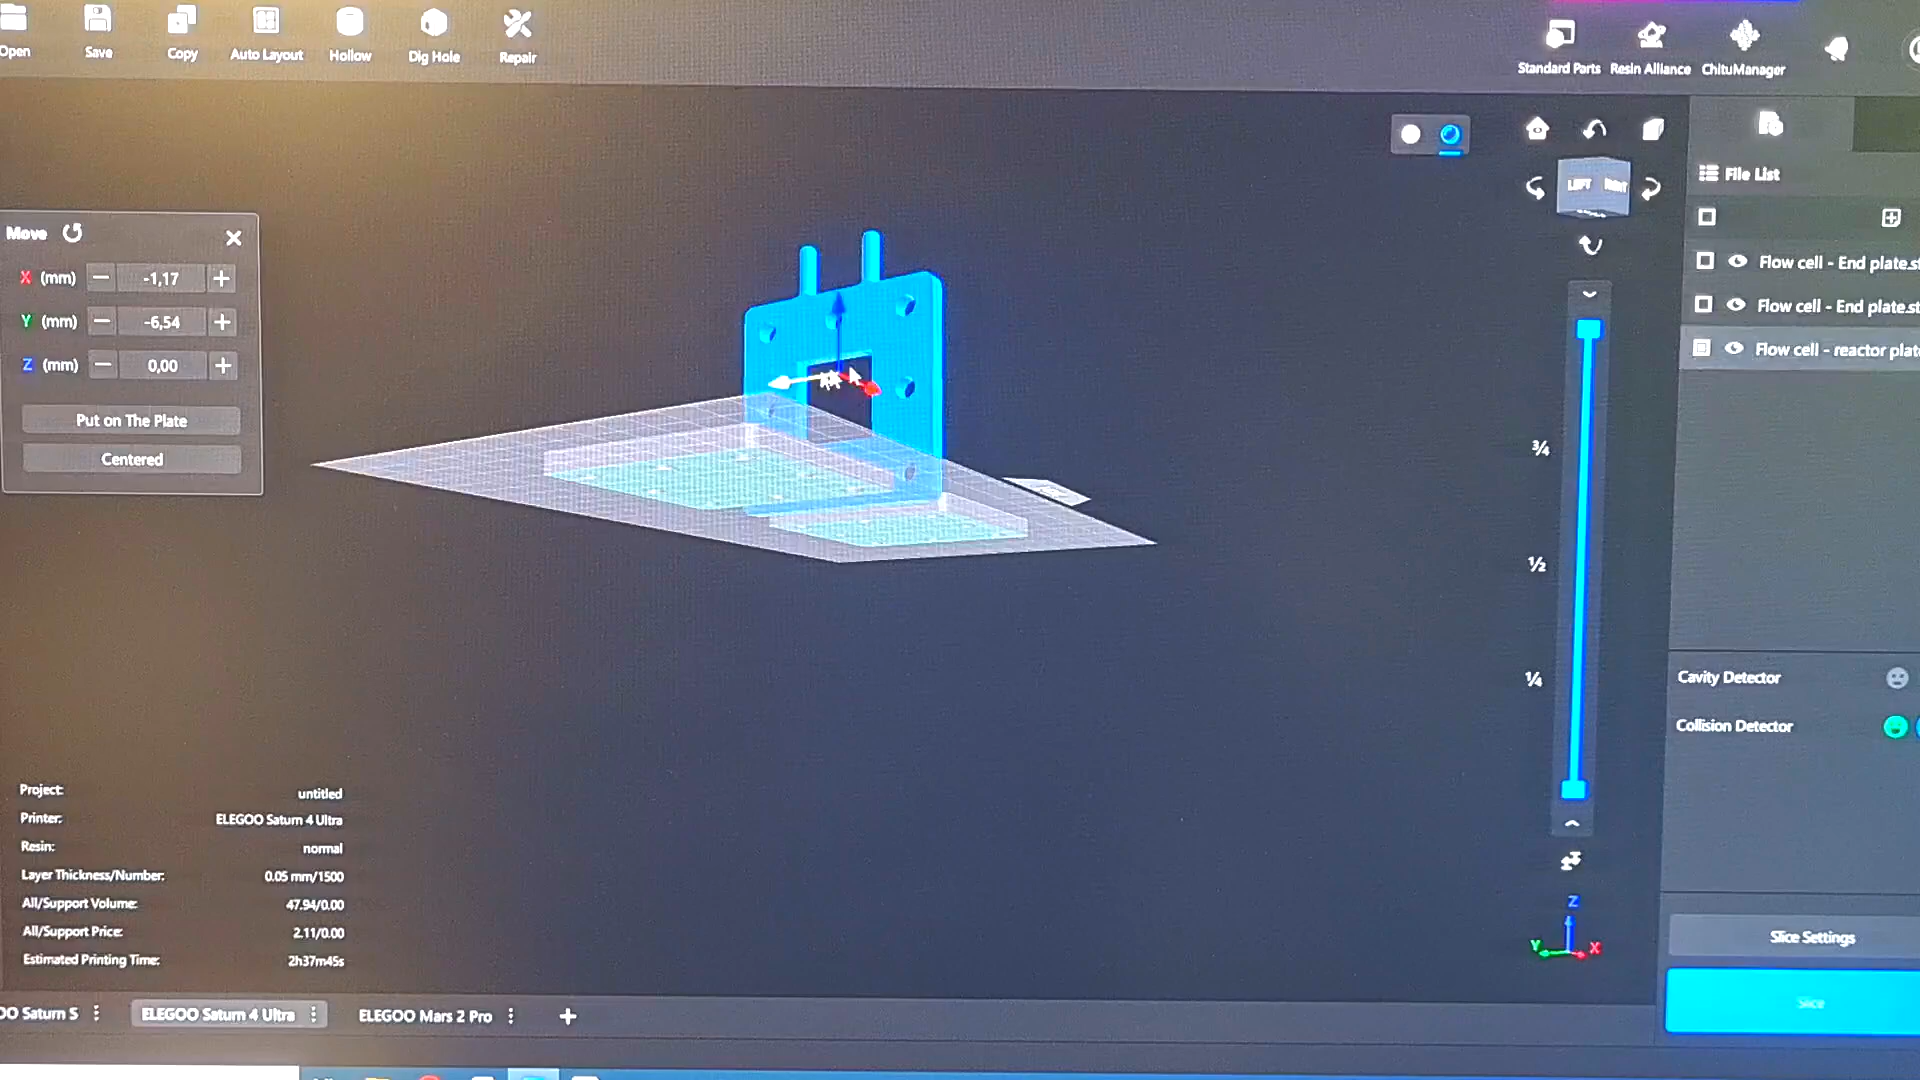 Open
Save
Copy
Auto Layout
Hollow
Dig Hole
Repair
Standard Parts
Resin Alliance
ChituManager
Move
X (mm) -1,17
Y (mm) -6,54
Z (mm) 0,00
Put on The Plate
Centered
LEFT
File List
Flow cell - End plate.st
Flow cell - End plate.st
Flow cell - reactor plate
3/4
1/2
1/4
Cavity Detector
Collision Detector
Project: untitled
Printer: ELEGOO Saturn 4 Ultra
Resin: normal
Layer Thickness/Number: 0.05 mm/1500
All/Support Volume: 47.94/0.00
All/Support Price: 2.11/0.00
Estimated Printing Time: 2h37m45s
Z
Y
X
Slice Settings
Slice
OO Saturn S
ELEGOO Saturn 4 Ultra
ELEGOO Mars 2 Pro